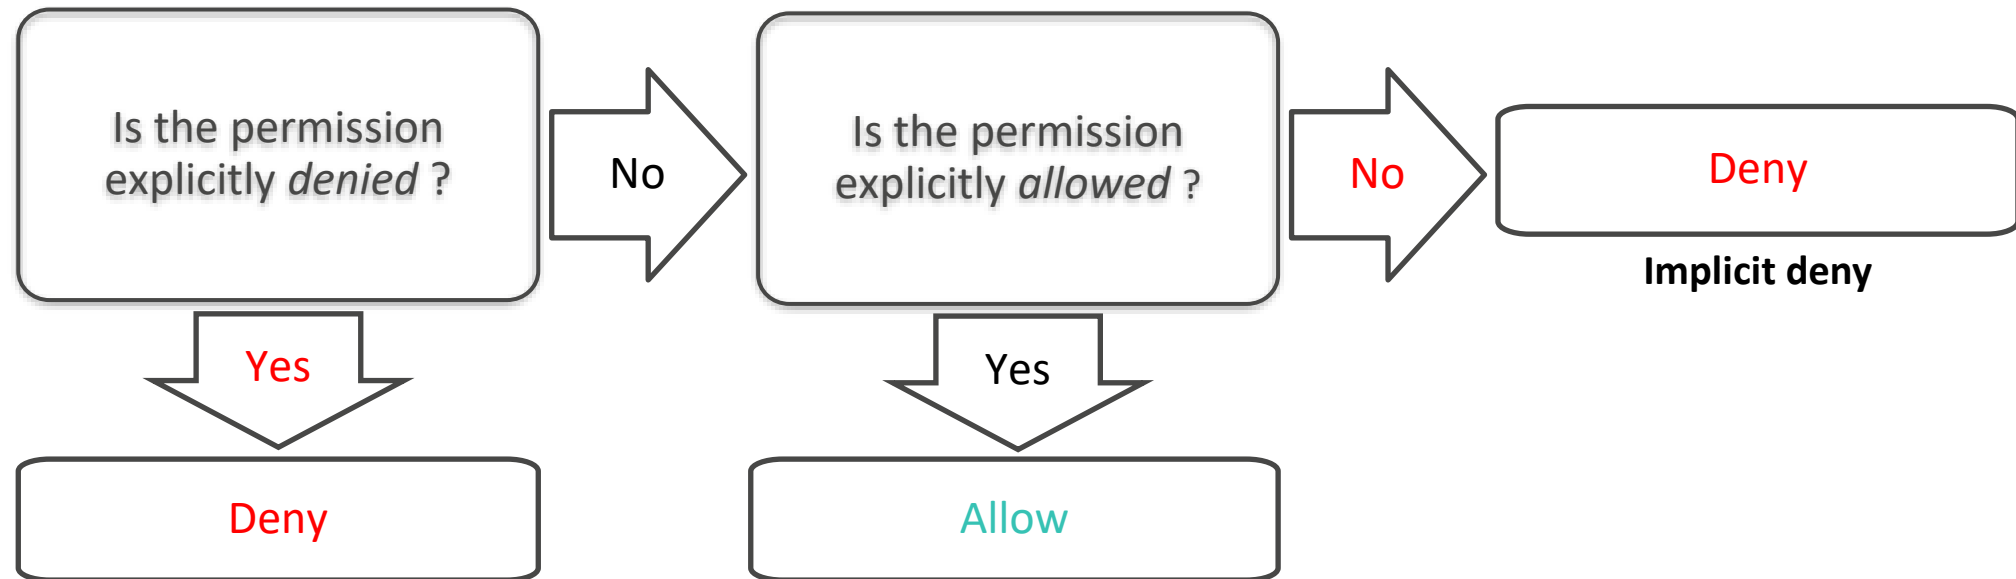 Is the permission
explicitly denied ?
No
Is the permission
explicitly allowed ?
No
Deny
Implicit deny
Yes
Yes
Deny
Allow